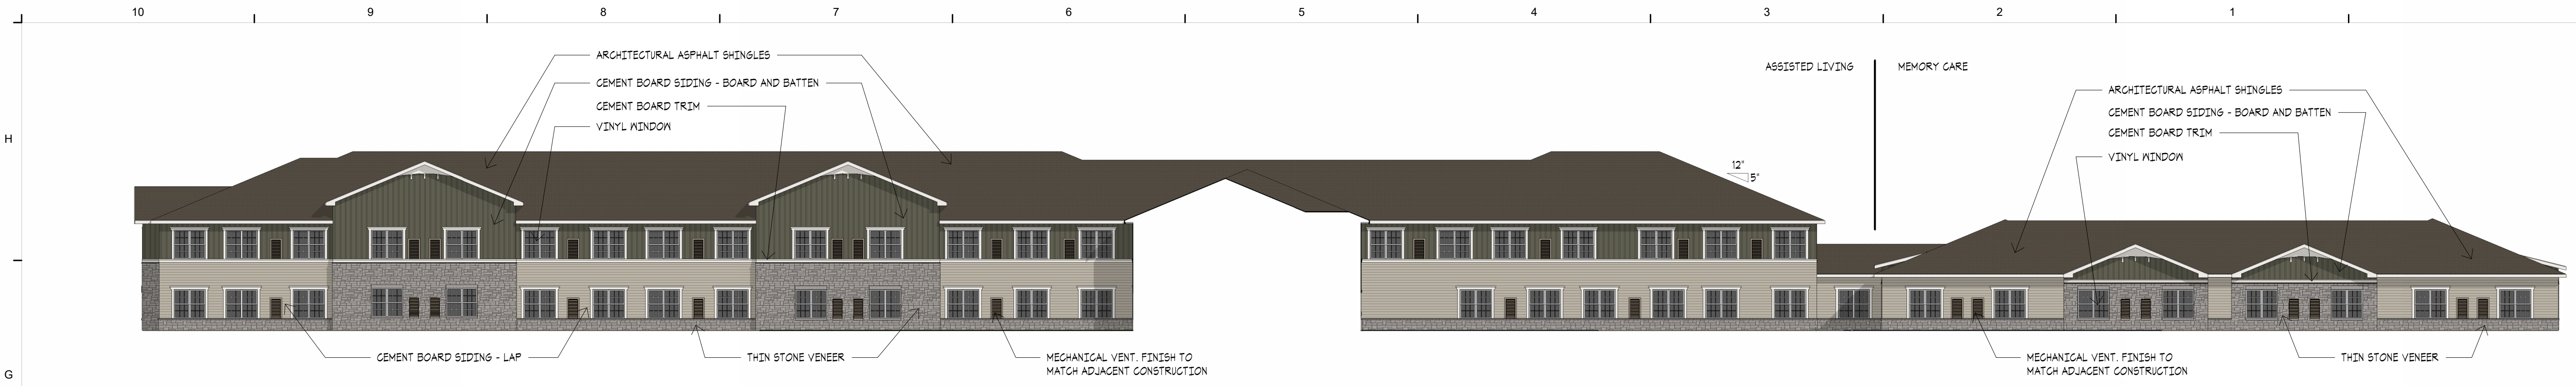 10 9 8 7 6 5 4 3 2 1
H
G
ARCHITECTURAL ASPHALT SHINGLES
CEMENT BOARD SIDING - BOARD AND BATTEN
CEMENT BOARD TRIM
VINYL WINDOW
ASSISTED LIVING
MEMORY CARE
12"
5"
ARCHITECTURAL ASPHALT SHINGLES
CEMENT BOARD SIDING - BOARD AND BATTEN
CEMENT BOARD TRIM
VINYL WINDOW
CEMENT BOARD SIDING - LAP
THIN STONE VENEER
MECHANICAL VENT. FINISH TO
MATCH ADJACENT CONSTRUCTION
MECHANICAL VENT. FINISH TO
MATCH ADJACENT CONSTRUCTION
THIN STONE VENEER